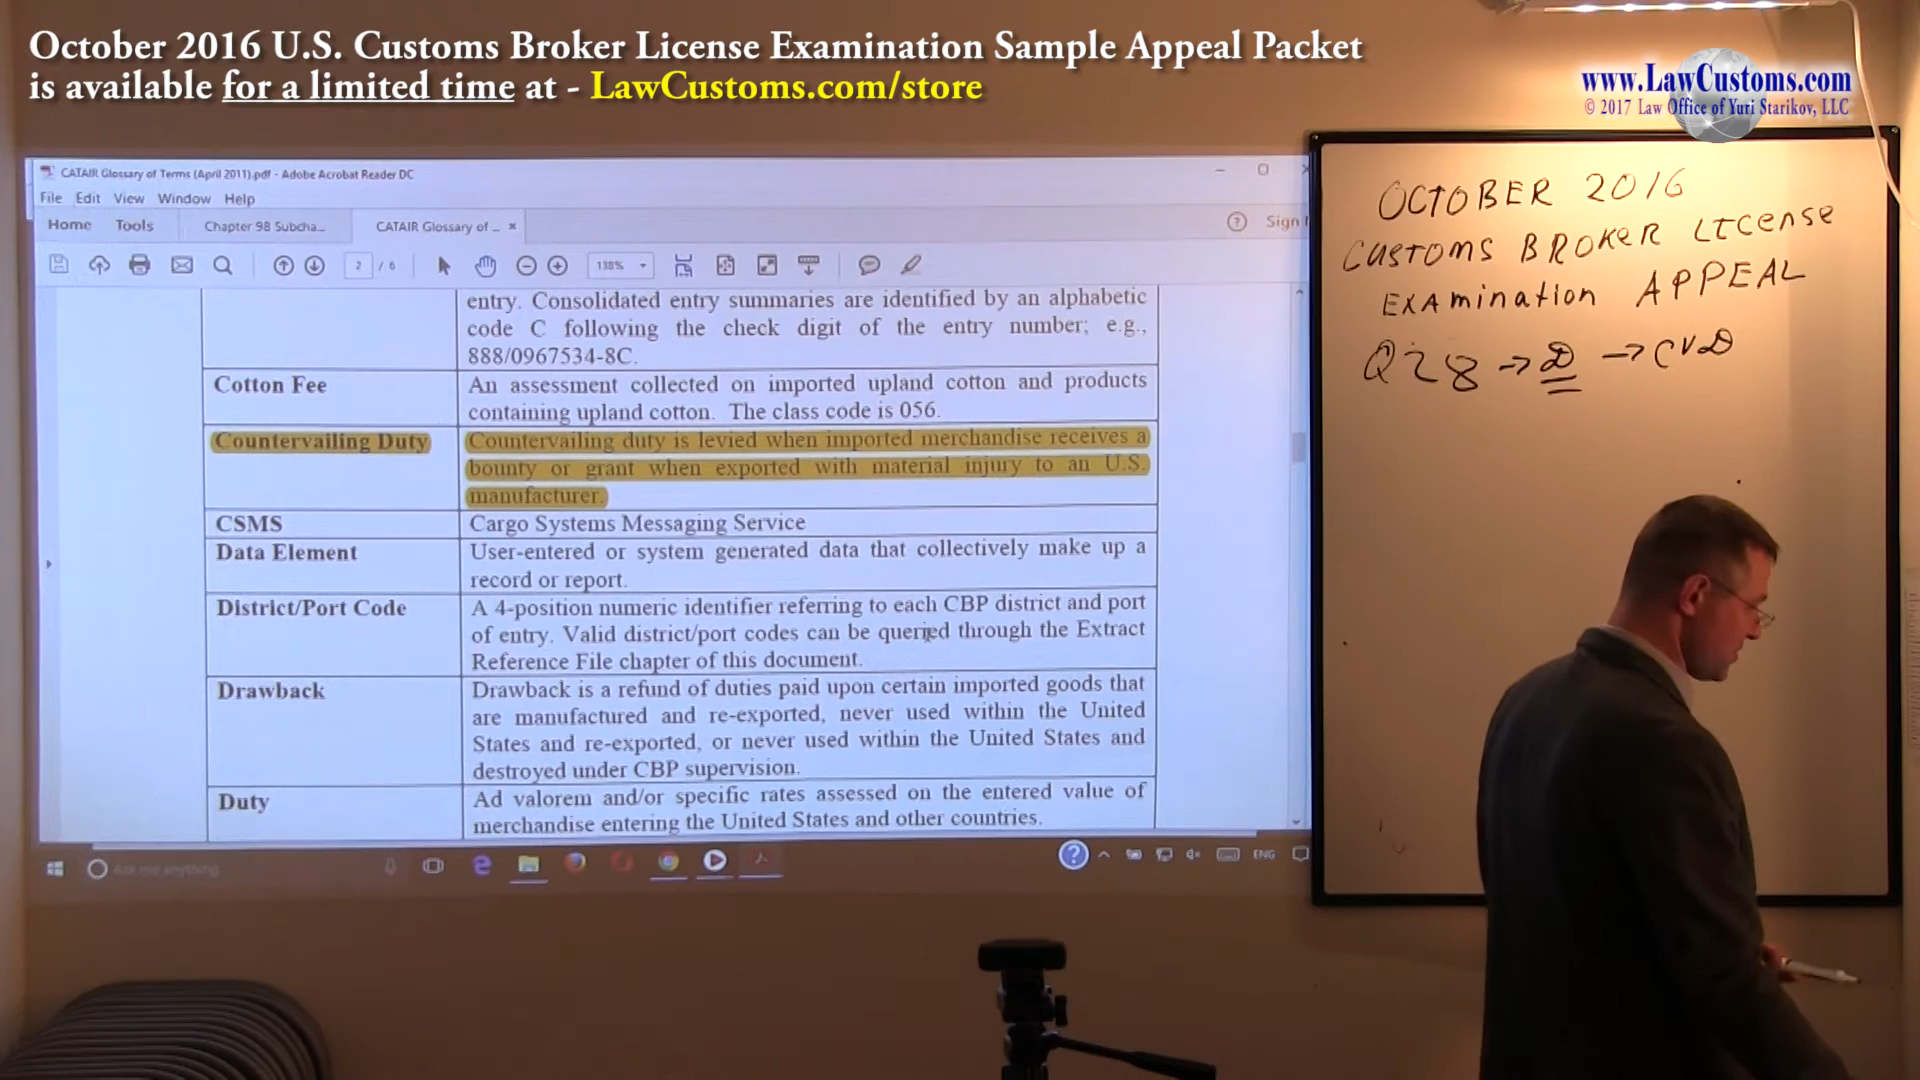 October 2016 U.S. Customs Broker License Examination Sample Appeal Packet
is available for a limited time at - LawCustoms.com/store
www.LawCustoms.com
© 2017 Law Office of Yuri Starikov, LLC
CATAIR Glossary of Terms (April 2011).pdf - Adobe Acrobat Reader DC
File Edit View Window Help
Home Tools Chapter 98 Subcha... CATAIR Glossary of ... × ? Sign
2 / 6 138%
entry. Consolidated entry summaries are identified by an alphabetic
code C following the check digit of the entry number; e.g.,
888/0967534-8C.
Cotton Fee
An assessment collected on imported upland cotton and products
containing upland cotton. The class code is 056.
Countervailing Duty
Countervailing duty is levied when imported merchandise receives a
bounty or grant when exported with material injury to an U.S.
manufacturer.
CSMS
Cargo Systems Messaging Service
Data Element
User-entered or system generated data that collectively make up a
record or report.
District/Port Code
A 4-position numeric identifier referring to each CBP district and port
of entry. Valid district/port codes can be queried through the Extract
Reference File chapter of this document.
Drawback
Drawback is a refund of duties paid upon certain imported goods that
are manufactured and re-exported, never used within the United
States and re-exported, or never used within the United States and
destroyed under CBP supervision.
Duty
Ad valorem and/or specific rates assessed on the entered value of
merchandise entering the United States and other countries.
Ask me anything
? ENG
OCTOBER 2016
CUSTOMS BROKER LICENSE
EXAMINATION APPEAL
Q28 → D → CVD